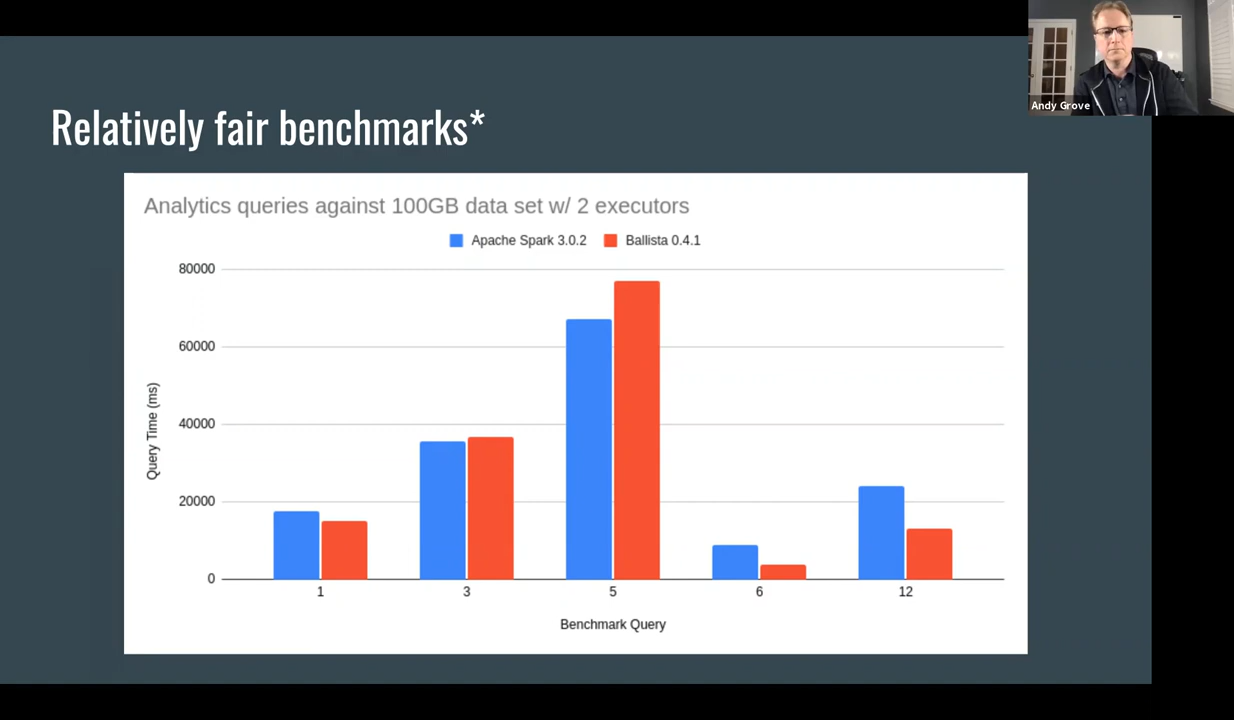 Andy Grove
Relatively fair benchmarks*
Analytics queries against 100GB data set w/ 2 executors
Apache Spark 3.0.2
Ballista 0.4.1
Query Time (ms)
80000
60000
40000
20000
0
1
3
5
6
12
Benchmark Query